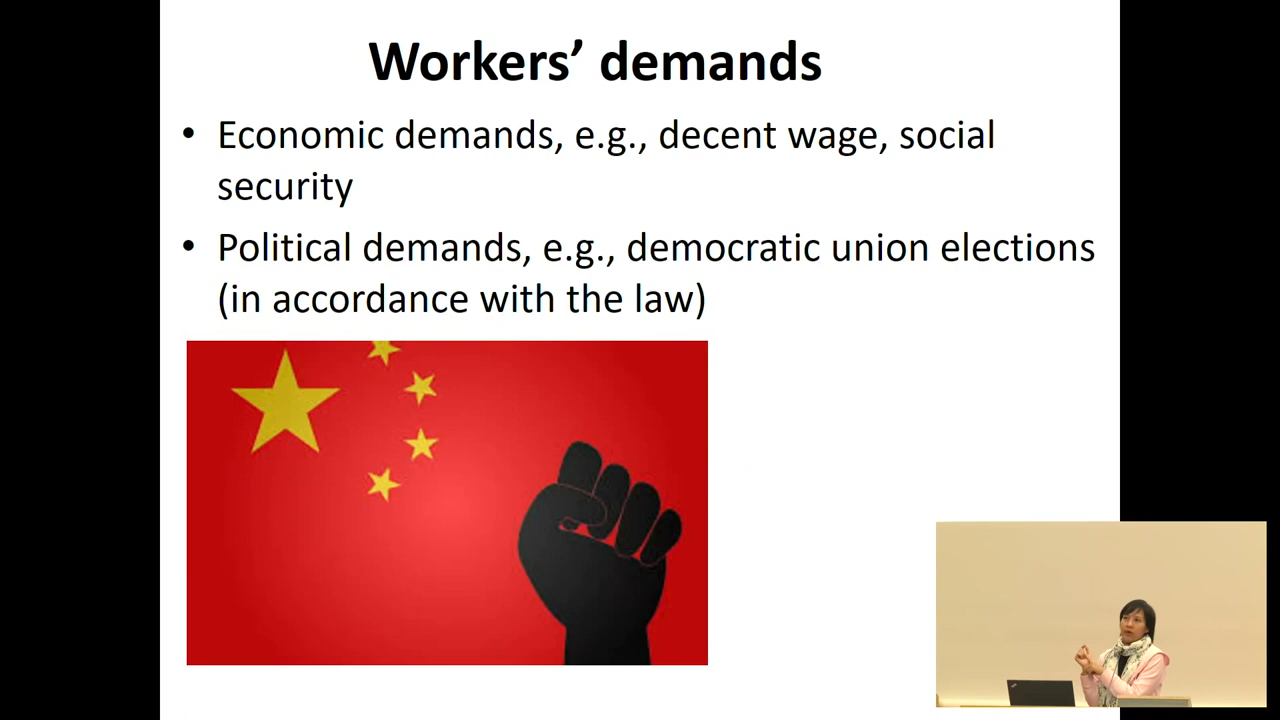 Workers’ demands
• Economic demands, e.g., decent wage, social
security
• Political demands, e.g., democratic union elections
(in accordance with the law)